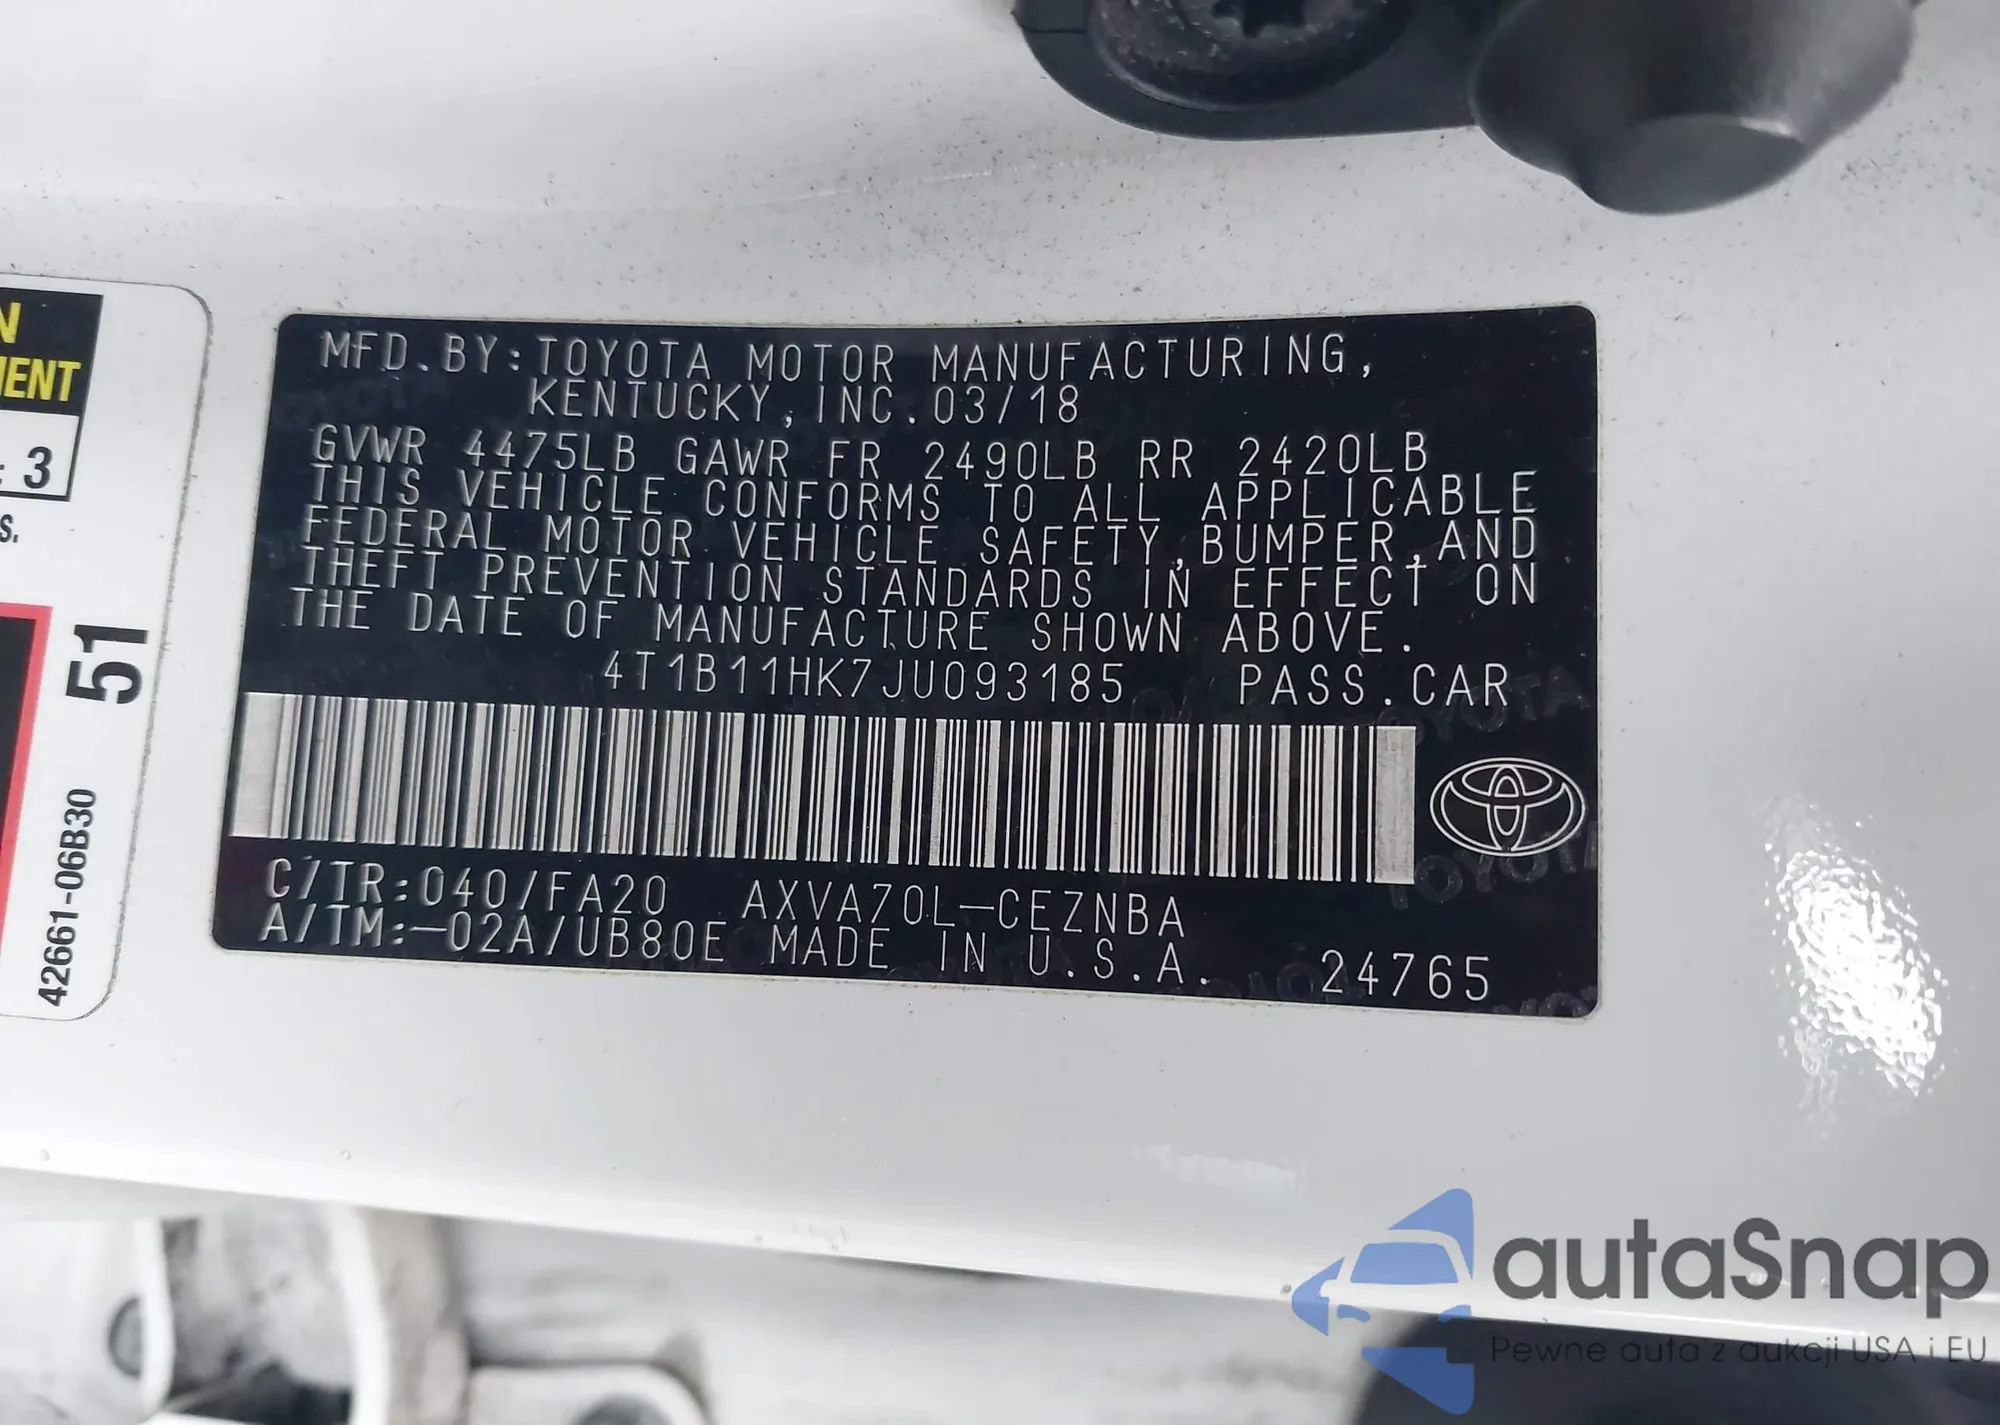 N
MENT
: 3
S.
51
42661-06B30
MFD.BY:TOYOTA MOTOR MANUFACTURING,
KENTUCKY,INC.03/18
GVWR 4475LB GAWR FR 2490LB RR 2420LB
THIS VEHICLE CONFORMS TO ALL APPLICABLE
FEDERAL MOTOR VEHICLE SAFETY,BUMPER,AND
THEFT PREVENTION STANDARDS IN EFFECT ON
THE DATE OF MANUFACTURE SHOWN ABOVE.
4T1B11HK7JU093185 PASS.CAR
C/TR:040/FA20 AXVA70L-CEZNBA
A/TM:-02A/UB80E MADE IN U.S.A. 24765
autaSnap
Pewne auta z aukcji USA i EU